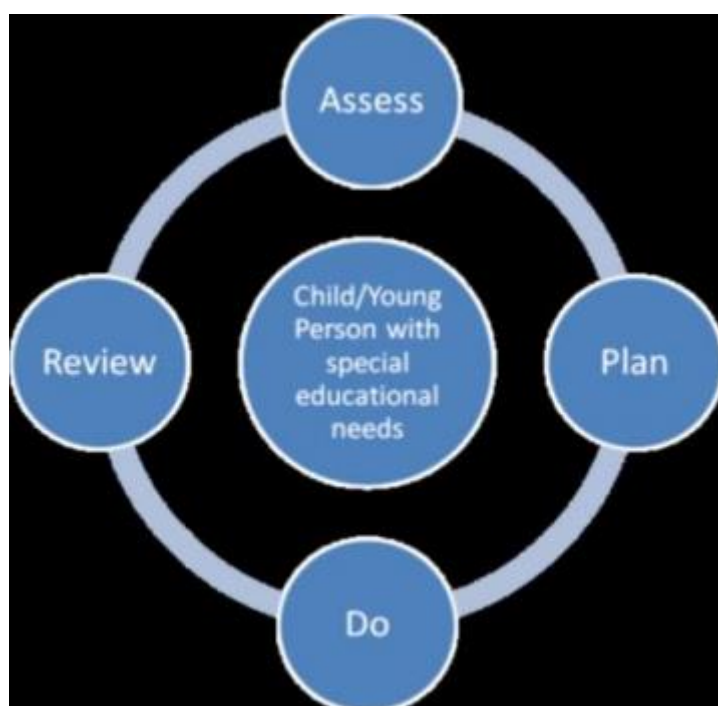 Assess
Child/Young
Person with
special
educational
needs
Review
Plan
Do